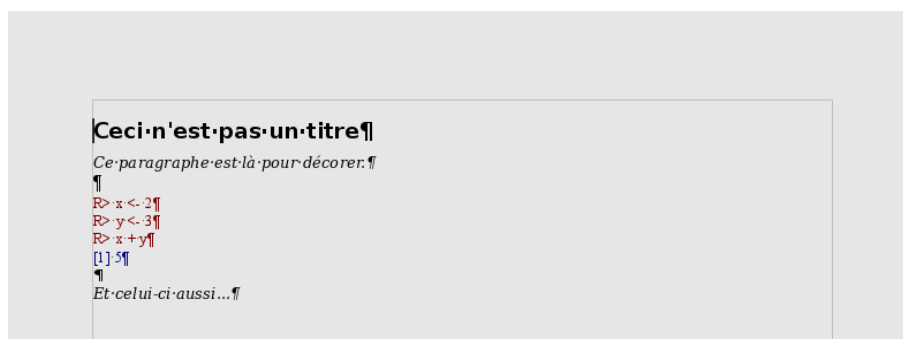 Ceci·n'est·pas·un·titre¶
Ce·paragraphe·est·là·pour·décorer.¶
¶
R>·x·<-·2¶
R>·y·<-·3¶
R>·x·+·y¶
[1]·5¶
¶
Et·celui-ci·aussi...¶